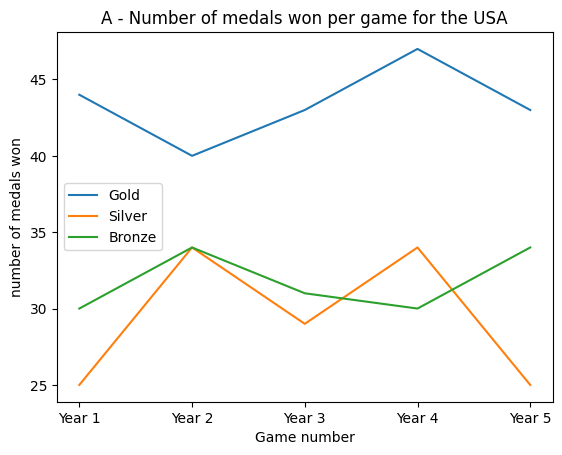 A - Number of medals won per game for the USA
number of medals won
45
40
35
30
25
Gold
Silver
Bronze
Year 1 Year 2 Year 3 Year 4 Year 5
Game number